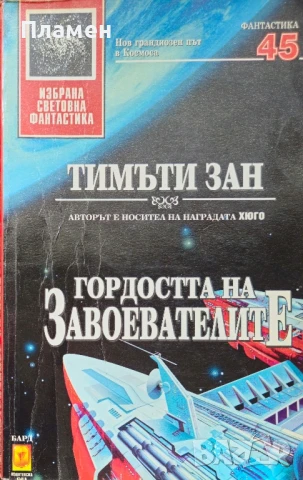 Пламен
ИЗБРАНА
СВЕТОВНА
ФАНТАСТИКА
Нов грандиозен път
в Космоса
ФАНТАСТИКА
45
ТИМЪТИ ЗАН
АВТОРЪТ Е НОСИТЕЛ НА НАГРАДАТА ХЮГО
ГОРДОСТТА НА
ЗАВОЕВАТЕЛИТЕ
БАРД